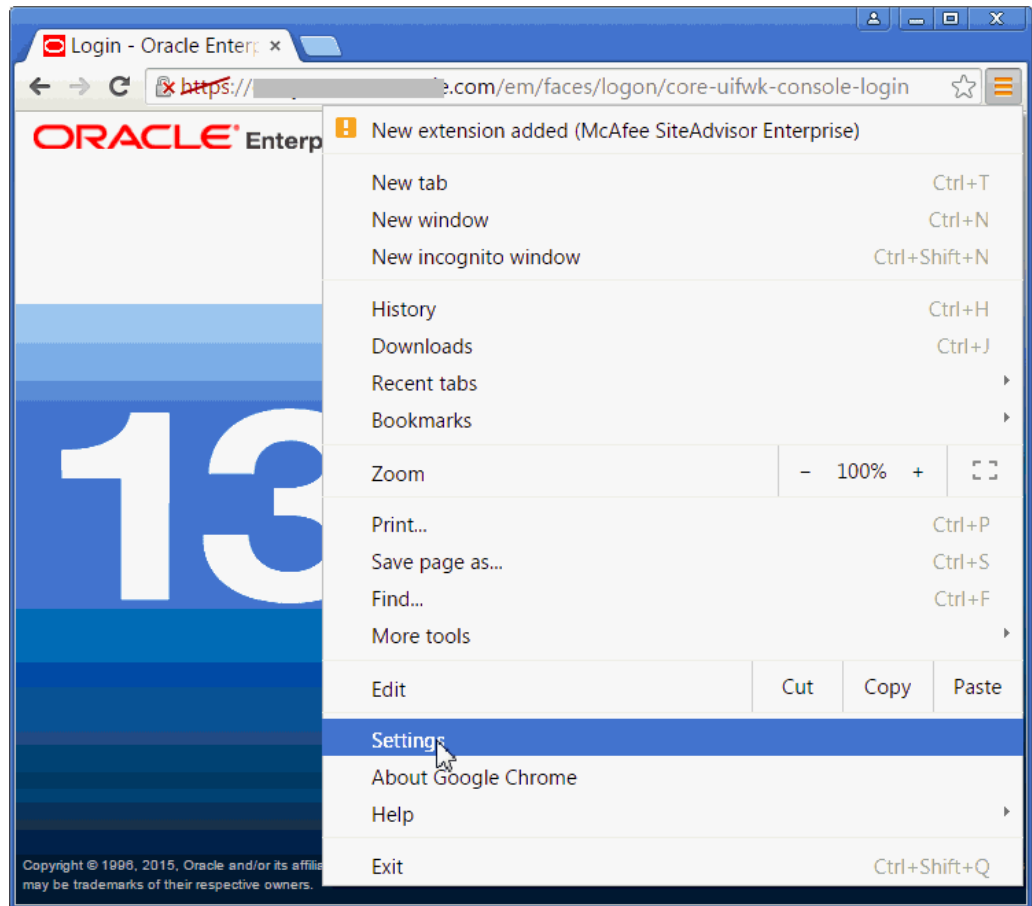 Login - Oracle Enterp
https:// e.com/em/faces/logon/core-uifwk-console-login
ORACLE Enterp
New extension added (McAfee SiteAdvisor Enterprise)
New tab Ctrl+T
New window Ctrl+N
New incognito window Ctrl+Shift+N
History Ctrl+H
Downloads Ctrl+J
Recent tabs
Bookmarks
Zoom - 100% +
13
Print... Ctrl+P
Save page as... Ctrl+S
Find... Ctrl+F
More tools
Edit Cut Copy Paste
Settings
About Google Chrome
Help
Exit Ctrl+Shift+Q
Copyright © 1996, 2015, Oracle and/or its affilia
may be trademarks of their respective owners.